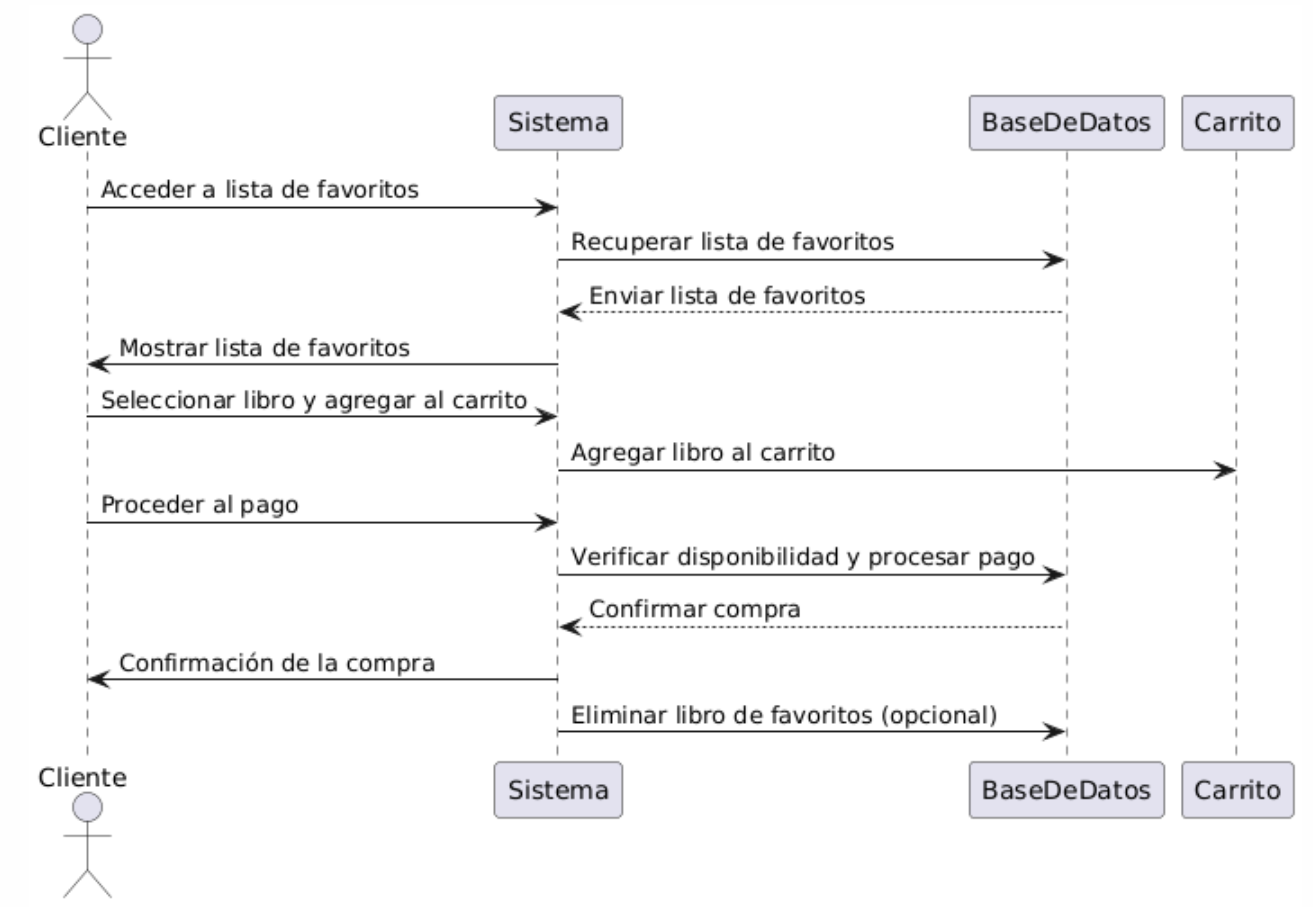 Cliente
Sistema
BaseDeDatos
Carrito
Acceder a lista de favoritos
Recuperar lista de favoritos
Enviar lista de favoritos
Mostrar lista de favoritos
Seleccionar libro y agregar al carrito
Agregar libro al carrito
Proceder al pago
Verificar disponibilidad y procesar pago
Confirmar compra
Confirmación de la compra
Eliminar libro de favoritos (opcional)
Cliente
Sistema
BaseDeDatos
Carrito